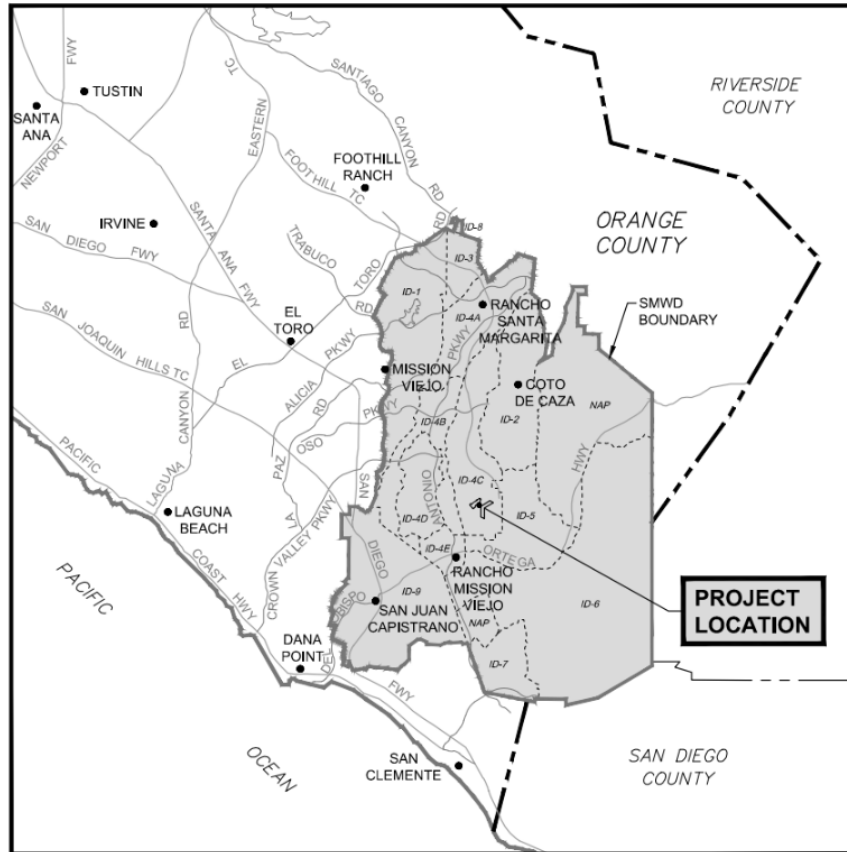 RIVERSIDE
COUNTY
FWY
TUSTIN
SANTA
ANA
NEWPORT
TC
EASTERN
SANTIAGO
CANYON
RD
FOOTHILL
RANCH
FOOTHILL TC
IRVINE
SAN DIEGO FWY
SANTA ANA FWY
ORANGE
COUNTY
RD
ID-8
ID-3
TRABUCO
RD
EL TORO
ID-1
ID-4A
RANCHO
SANTA
MARGARITA
SMWD
BOUNDARY
EL
TORO
SAN JOAQUIN HILLS TC
RD
PKWY
MISSION
VIEJO
ALICIA PKWY
COTO
DE CAZA
NAP
OSO PKWY
ID-4B
ID-2
PACIFIC
LAGUNA CANYON
LA PAZ RD
HWY
ANTONIO
ID-4C
LAGUNA
BEACH
CROWN VALLEY PKWY
SAN
DIEGO
FWY
ID-4D
ID-5
ID-4E
ORTEGA
COAST
HWY
PACIFIC
RANCHO
MISSION
VIEJO
ID-9
OBISPO
SAN JUAN
CAPISTRANO
NAP
ID-6
PROJECT
LOCATION
DANA
POINT
DEL
ID-7
OCEAN
SAN
CLEMENTE
SAN DIEGO
COUNTY